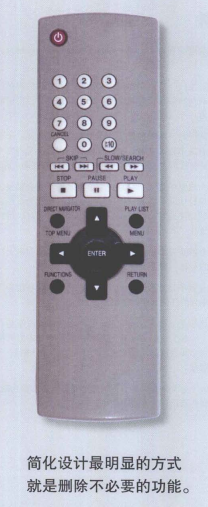 1 2 3
4 5 6
7 8 9
CANCEL
0 ≥10
SKIP SLOW/SEARCH
STOP PAUSE PLAY
DIRECT NAVIGATOR PLAY LIST
TOP MENU MENU
ENTER
FUNCTIONS RETURN
简化设计最明显的方式
就是删除不必要的功能。